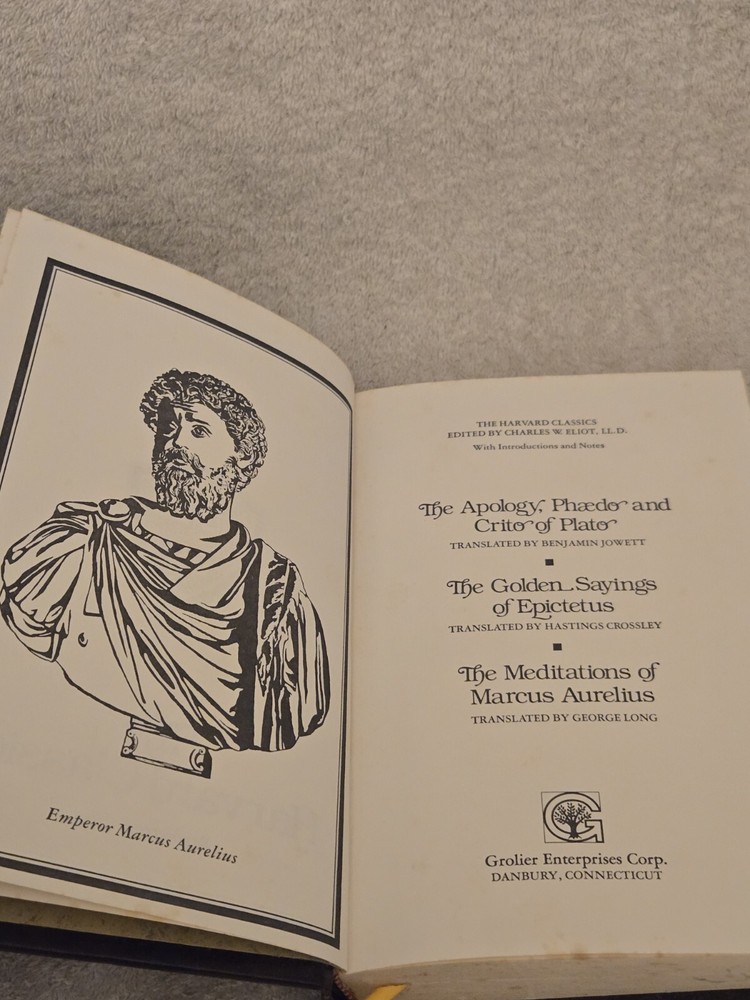 Emperor Marcus Aurelius
THE HARVARD CLASSICS
EDITED BY CHARLES W. ELIOT, LL.D.
With Introductions and Notes
The Apology, Phædo and
Crito of Plato
TRANSLATED BY BENJAMIN JOWETT
The Golden Sayings
of Epictetus
TRANSLATED BY HASTINGS CROSSLEY
The Meditations of
Marcus Aurelius
TRANSLATED BY GEORGE LONG
G
Grolier Enterprises Corp.
DANBURY, CONNECTICUT